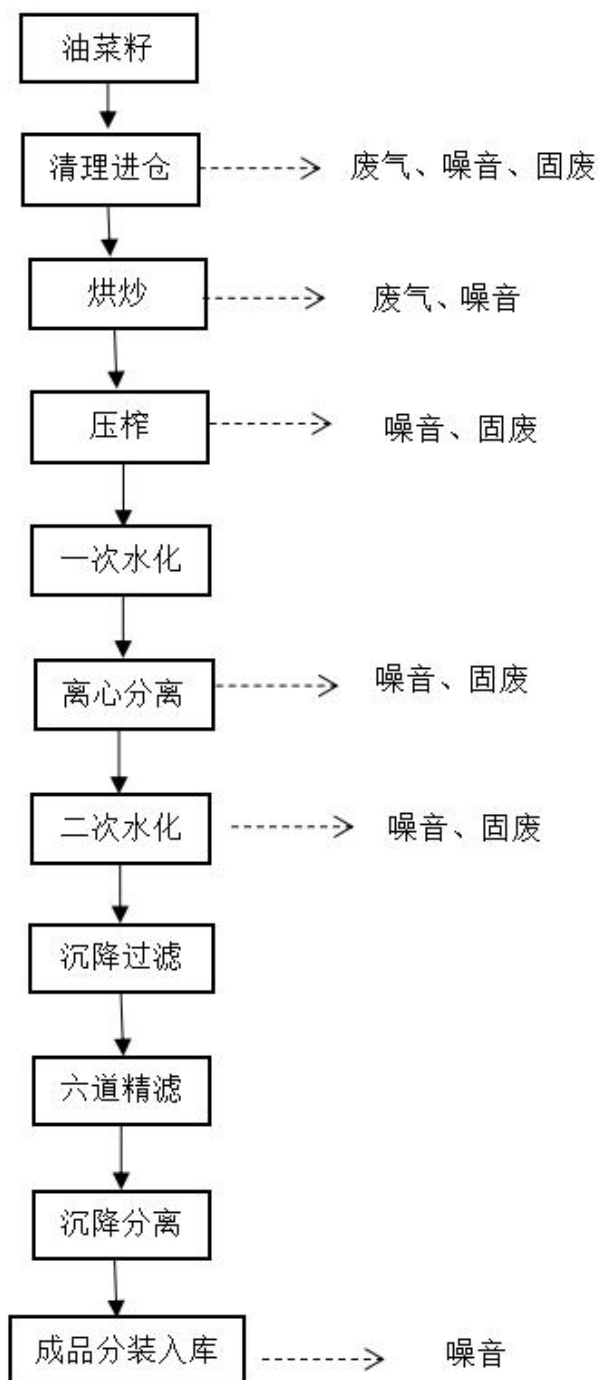 油菜籽
清理进仓 废气、噪音、固废
烘炒 废气、噪音
压榨 噪音、固废
一次水化
离心分离 噪音、固废
二次水化 噪音、固废
沉降过滤
六道精滤
沉降分离
成品分装入库 噪音